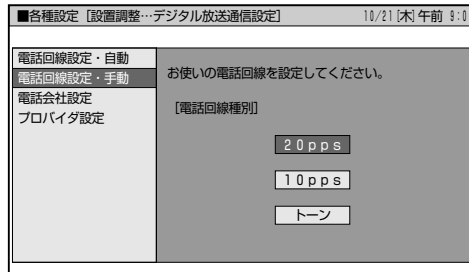 ■各種設定［設置調整…デジタル放送通信設定］ 10/21［木］午前 9:0
電話回線設定・自動
電話回線設定・手動
電話会社設定
プロバイダ設定
お使いの電話回線を設定してください。
［電話回線種別］
２０ｐｐｓ
１０ｐｐｓ
トーン